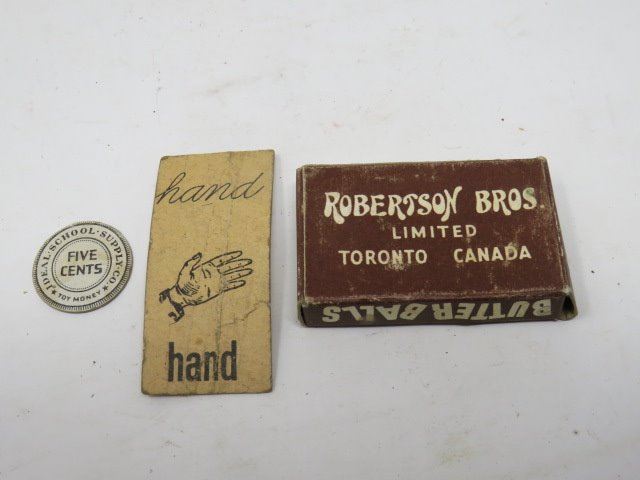 IDEAL·SCHOOL·SUPPLY·CO.
FIVE
CENTS
★ TOY MONEY ★
hand
hand
ROBERTSON BROS.
LIMITED
TORONTO CANADA
BUTTER BALLS